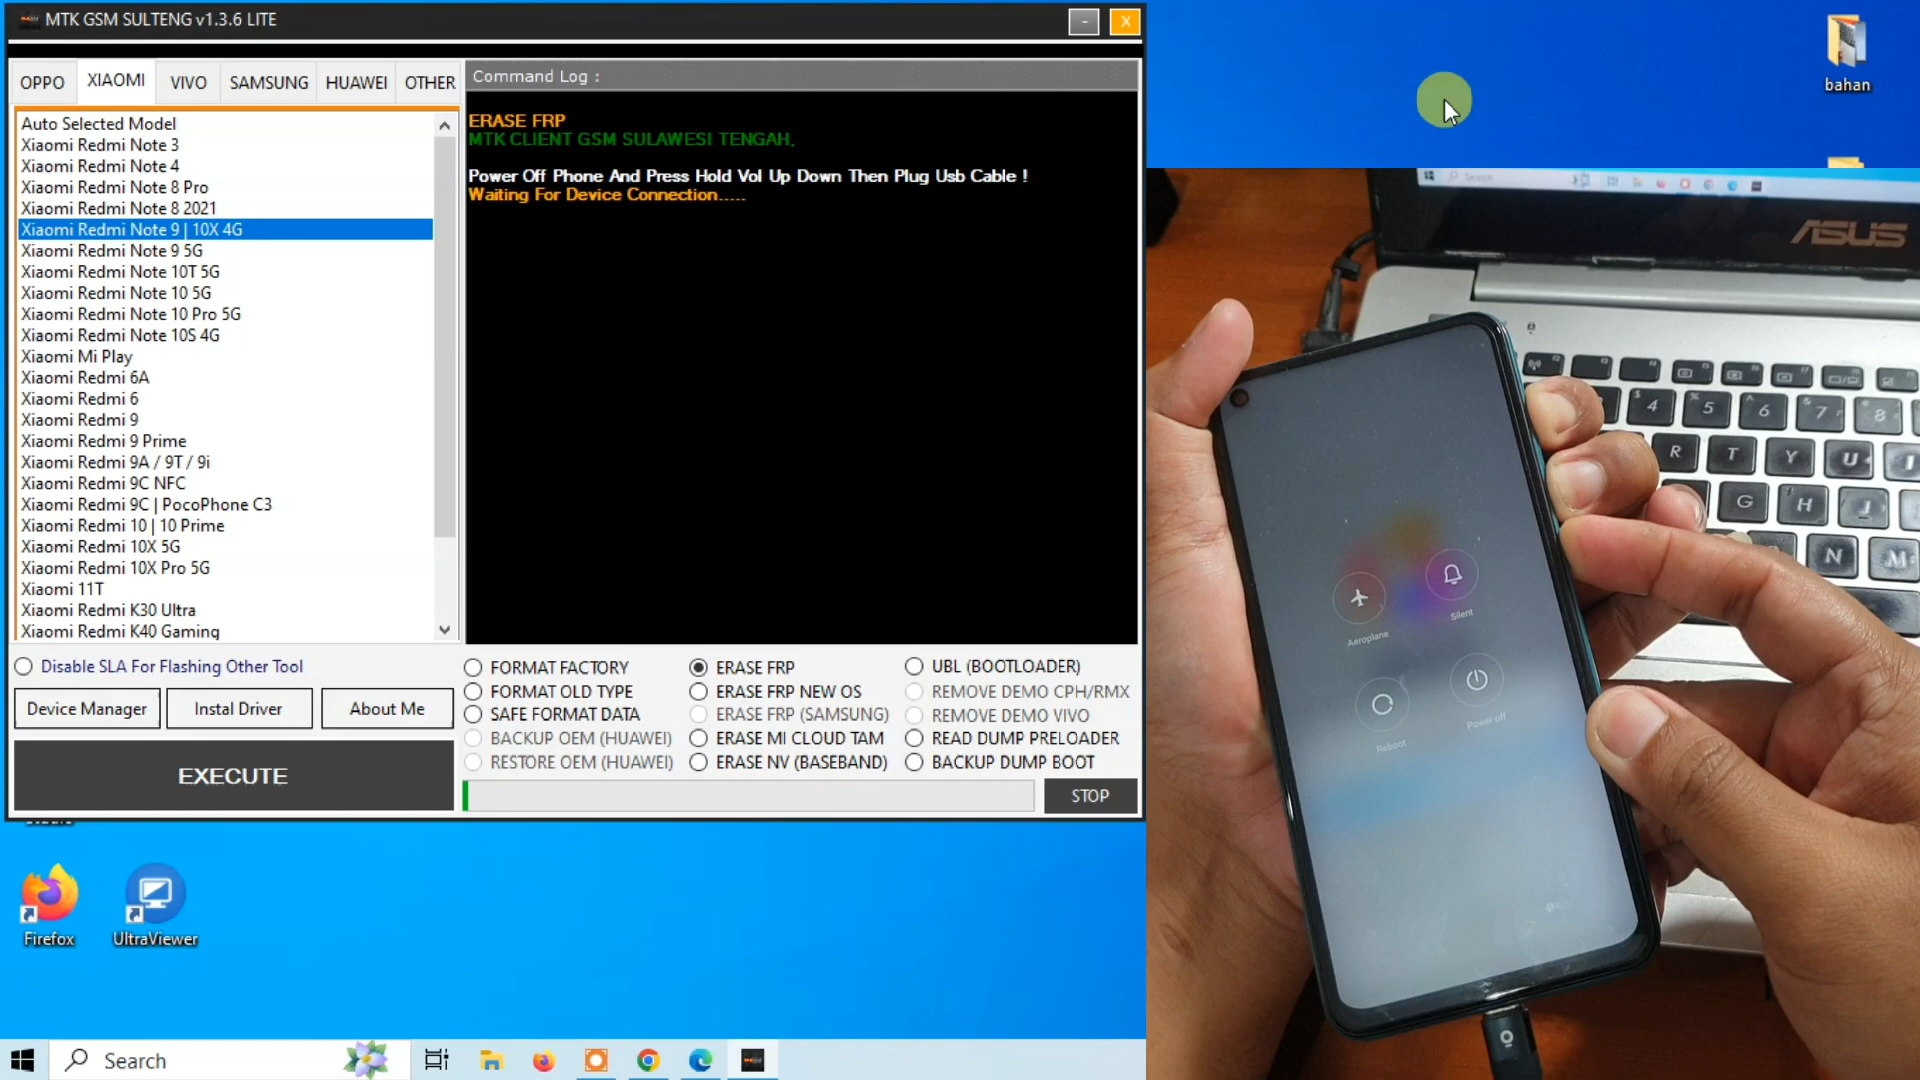 MTK GSM SULTENG v1.3.6 LITE
-
X
OPPO
XIAOMI
VIVO
SAMSUNG
HUAWEI
OTHER
Auto Selected Model
Xiaomi Redmi Note 3
Xiaomi Redmi Note 4
Xiaomi Redmi Note 8 Pro
Xiaomi Redmi Note 8 2021
Xiaomi Redmi Note 9 | 10X 4G
Xiaomi Redmi Note 9 5G
Xiaomi Redmi Note 10T 5G
Xiaomi Redmi Note 10 5G
Xiaomi Redmi Note 10 Pro 5G
Xiaomi Redmi Note 10S 4G
Xiaomi Mi Play
Xiaomi Redmi 6A
Xiaomi Redmi 6
Xiaomi Redmi 9
Xiaomi Redmi 9 Prime
Xiaomi Redmi 9A / 9T / 9i
Xiaomi Redmi 9C NFC
Xiaomi Redmi 9C | PocoPhone C3
Xiaomi Redmi 10 | 10 Prime
Xiaomi Redmi 10X 5G
Xiaomi Redmi 10X Pro 5G
Xiaomi 11T
Xiaomi Redmi K30 Ultra
Xiaomi Redmi K40 Gaming
Command Log :
ERASE FRP
MTK CLIENT GSM SULAWESI TENGAH,
Power Off Phone And Press Hold Vol Up Down Then Plug Usb Cable !
Waiting For Device Connection.....
Disable SLA For Flashing Other Tool
Device Manager
Instal Driver
About Me
EXECUTE
FORMAT FACTORY
FORMAT OLD TYPE
SAFE FORMAT DATA
BACKUP OEM (HUAWEI)
RESTORE OEM (HUAWEI)
ERASE FRP
ERASE FRP NEW OS
ERASE FRP (SAMSUNG)
ERASE MI CLOUD TAM
ERASE NV (BASEBAND)
UBL (BOOTLOADER)
REMOVE DEMO CPH/RMX
REMOVE DEMO VIVO
READ DUMP PRELOADER
BACKUP DUMP BOOT
STOP
Firefox
UltraViewer
Search
bahan
Search
ASUS
4
5
6
7
8
R
T
Y
U
I
G
H
J
N
M
Aeroplane
Silent
Reboot
Power off